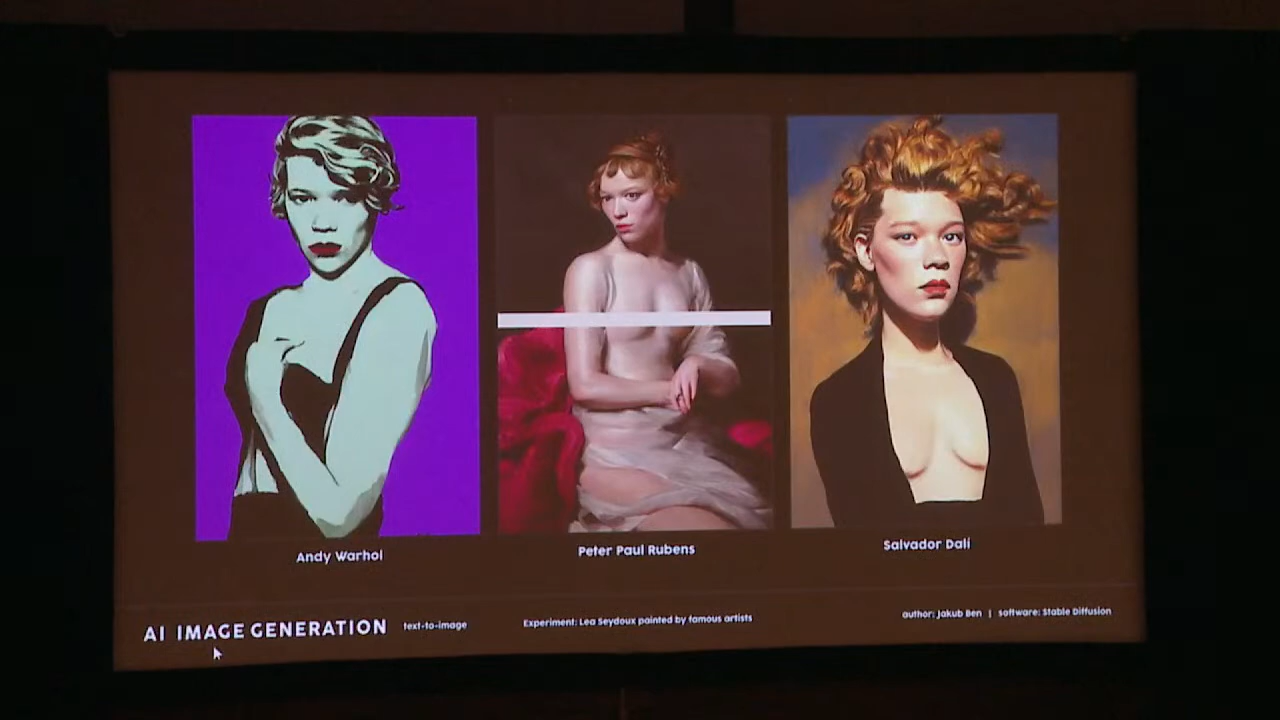 Andy Warhol
Peter Paul Rubens
Salvador Dalí
AI IMAGE GENERATION
text-to-image
Experiment: Lea Seydoux painted by famous artists
author: Jakub Ben | software: Stable Diffusion